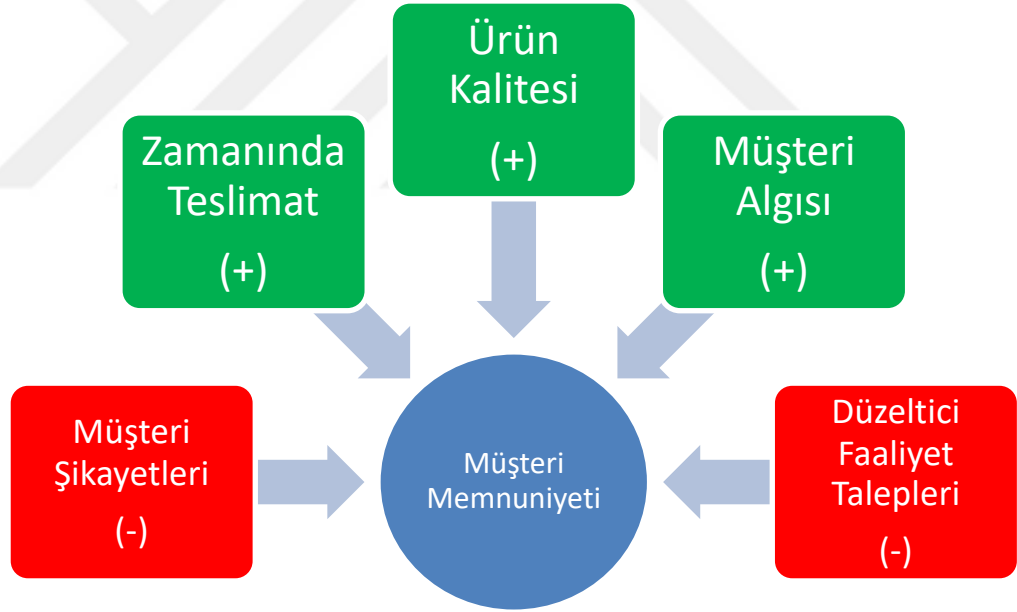 Ürün
Kalitesi
(+)
Zamanında
Teslimat
(+)
Müşteri
Algısı
(+)
Müşteri
Şikayetleri
(-)
Müşteri
Memnuniyeti
Düzeltici
Faaliyet
Talepleri
(-)